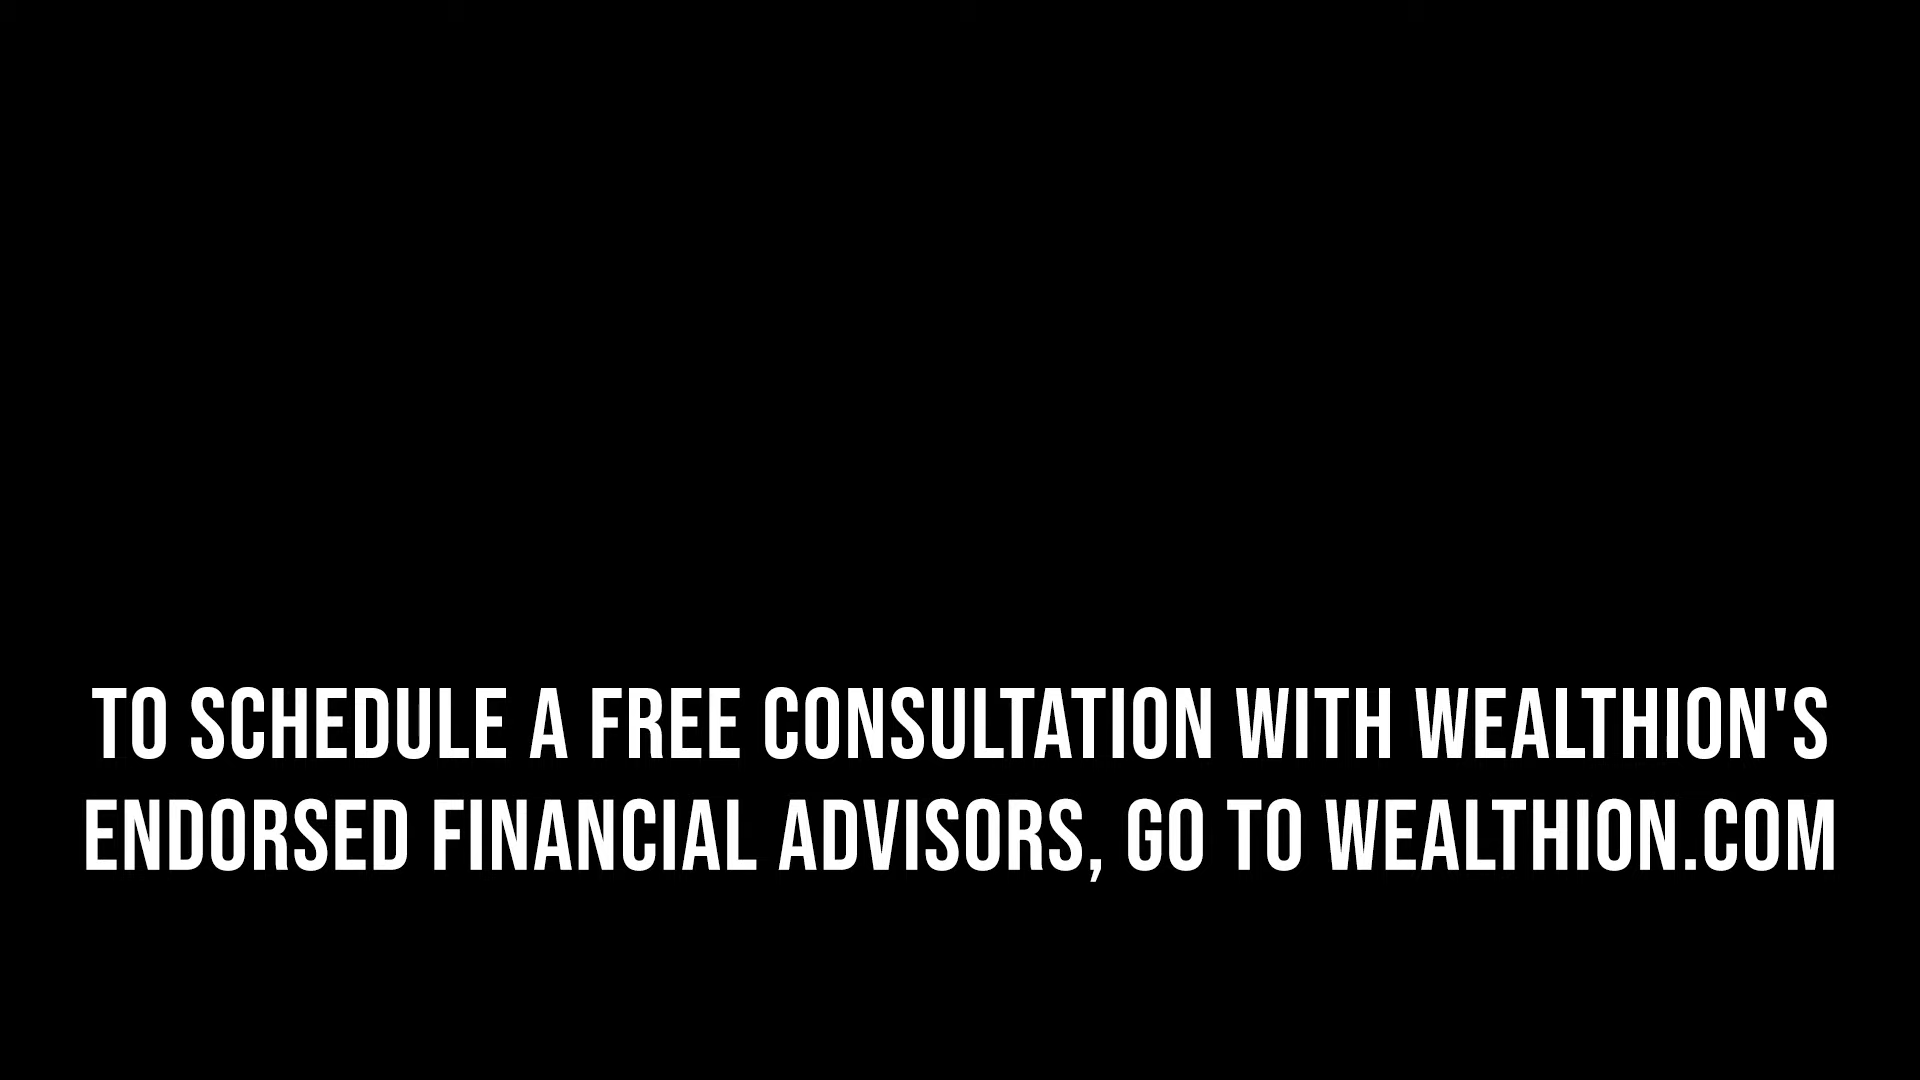 TO SCHEDULE A FREE CONSULTATION WITH WEALTHION'S
ENDORSED FINANCIAL ADVISORS, GO TO WEALTHION.COM